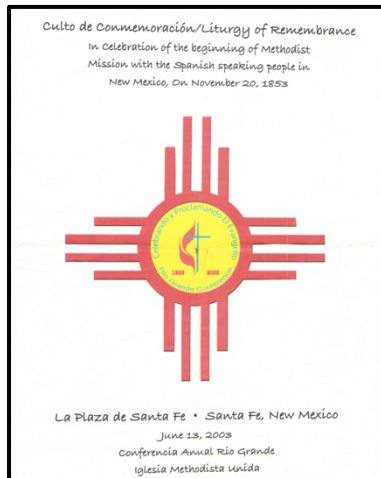 Culto de Conmemoración/Liturgy of Remembrance
In Celebration of the beginning of Methodist
Mission with the Spanish speaking people in
New Mexico, On November 20, 1853
Celebrando y Proclamando El Evangelio
Rio Grande Conference
La Plaza de Santa Fe • Santa Fe, New Mexico
June 13, 2003
Conferencia Anual Rio Grande
Iglesia Methodista Unida